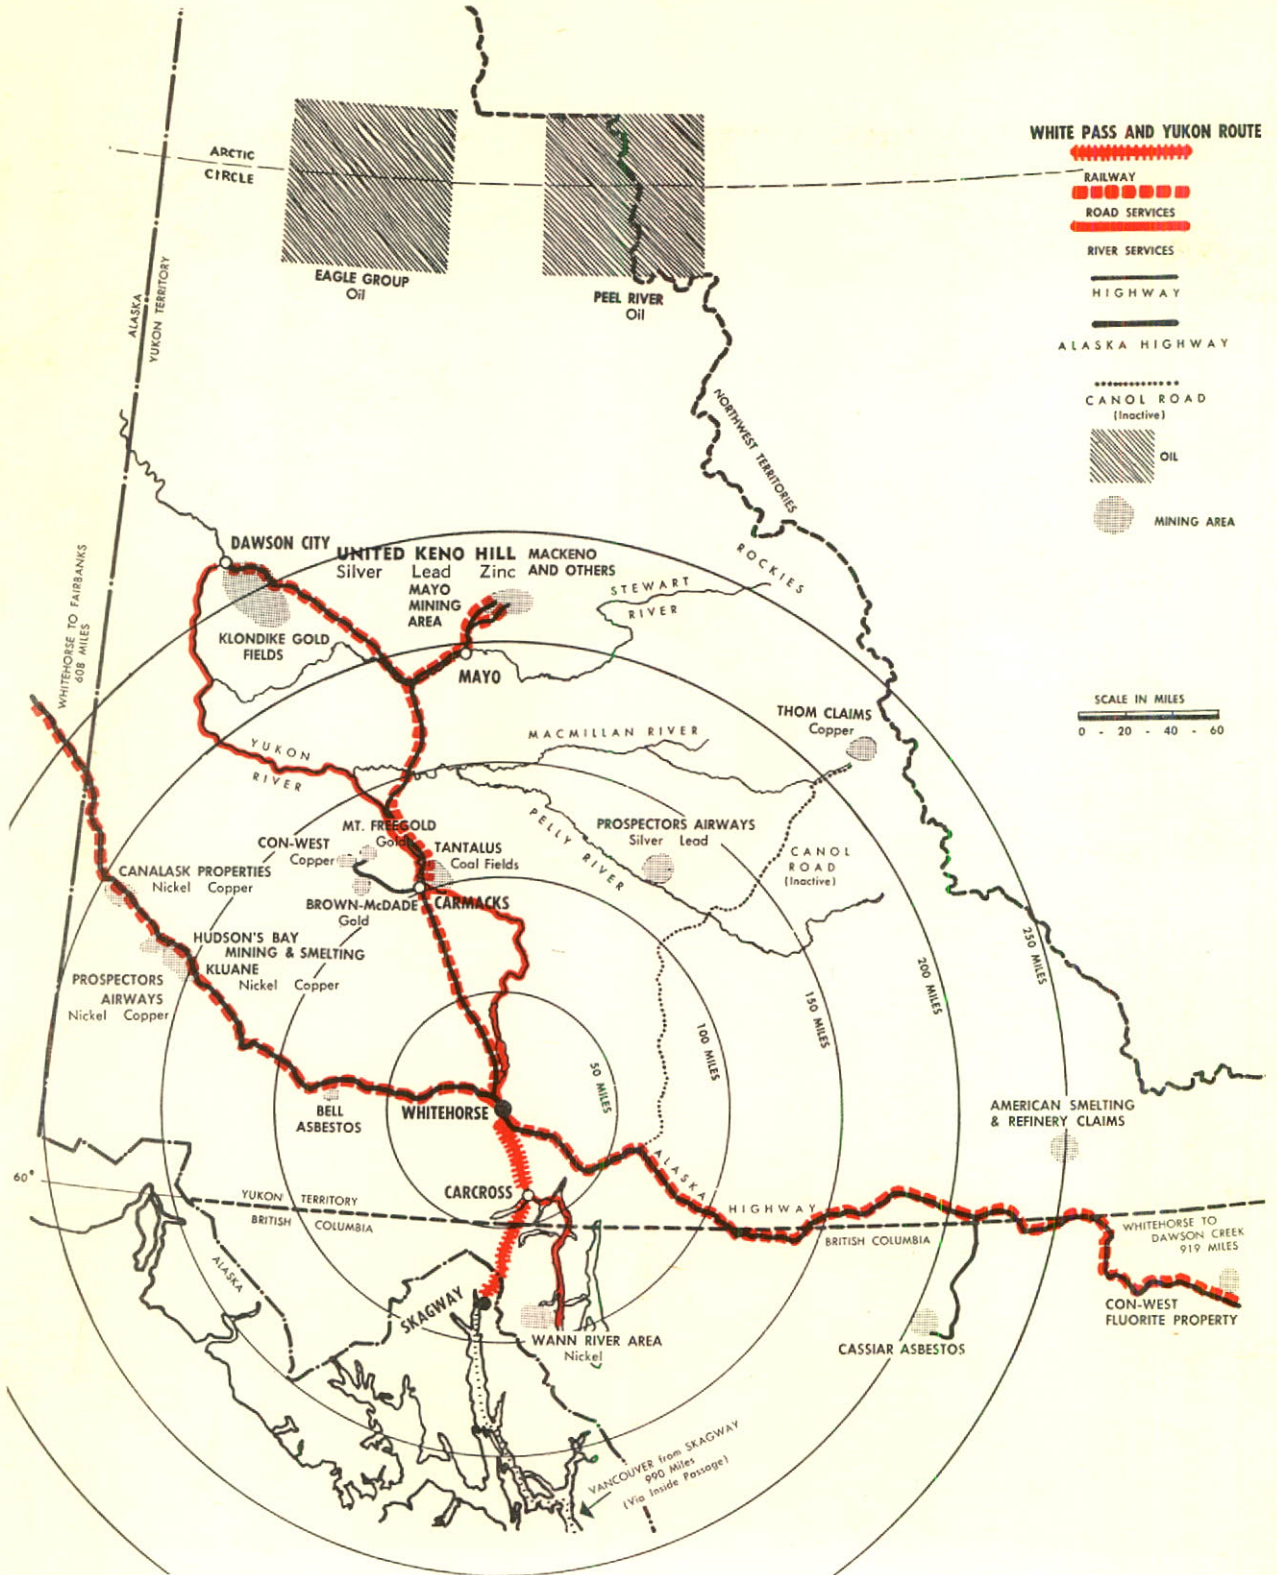 WHITE PASS AND YUKON ROUTE
RAILWAY
ROAD SERVICES
RIVER SERVICES
HIGHWAY
ALASKA HIGHWAY
CANOL ROAD
(Inactive)
OIL
MINING AREA
SCALE IN MILES
0 - 20 - 40 - 60
ARCTIC
CIRCLE
EAGLE GROUP
Oil
PEEL RIVER
Oil
ALASKA
YUKON TERRITORY
NORTHWEST TERRITORIES
ROCKIES
WHITEHORSE TO FAIRBANKS
608 MILES
DAWSON CITY
UNITED KENO HILL
Silver Lead Zinc
MACKENO
AND OTHERS
MAYO
MINING
AREA
STEWART
RIVER
KLONDIKE GOLD
FIELDS
MAYO
THOM CLAIMS
Copper
MACMILLAN RIVER
YUKON
RIVER
PELLY RIVER
PROSPECTORS AIRWAYS
Silver Lead
CANOL
ROAD
(Inactive)
MT. FREEGOLD
Gold
CON-WEST
Copper
TANTALUS
Coal Fields
CANALASK PROPERTIES
Nickel Copper
BROWN-McDADE
Gold
CARMACKS
HUDSON'S BAY
MINING & SMELTING
KLUANE
Nickel Copper
PROSPECTORS
AIRWAYS
Nickel Copper
50 MILES
100 MILES
150 MILES
200 MILES
250 MILES
BELL
ASBESTOS
WHITEHORSE
AMERICAN SMELTING
& REFINERY CLAIMS
60°
YUKON TERRITORY
BRITISH COLUMBIA
CARCROSS
ALASKA
HIGHWAY
BRITISH COLUMBIA
WHITEHORSE TO
DAWSON CREEK
919 MILES
CON-WEST
FLUORITE PROPERTY
ALASKA
SKAGWAY
WANN RIVER AREA
Nickel
CASSIAR ASBESTOS
VANCOUVER from SKAGWAY
990 Miles
(Via Inside Passage)